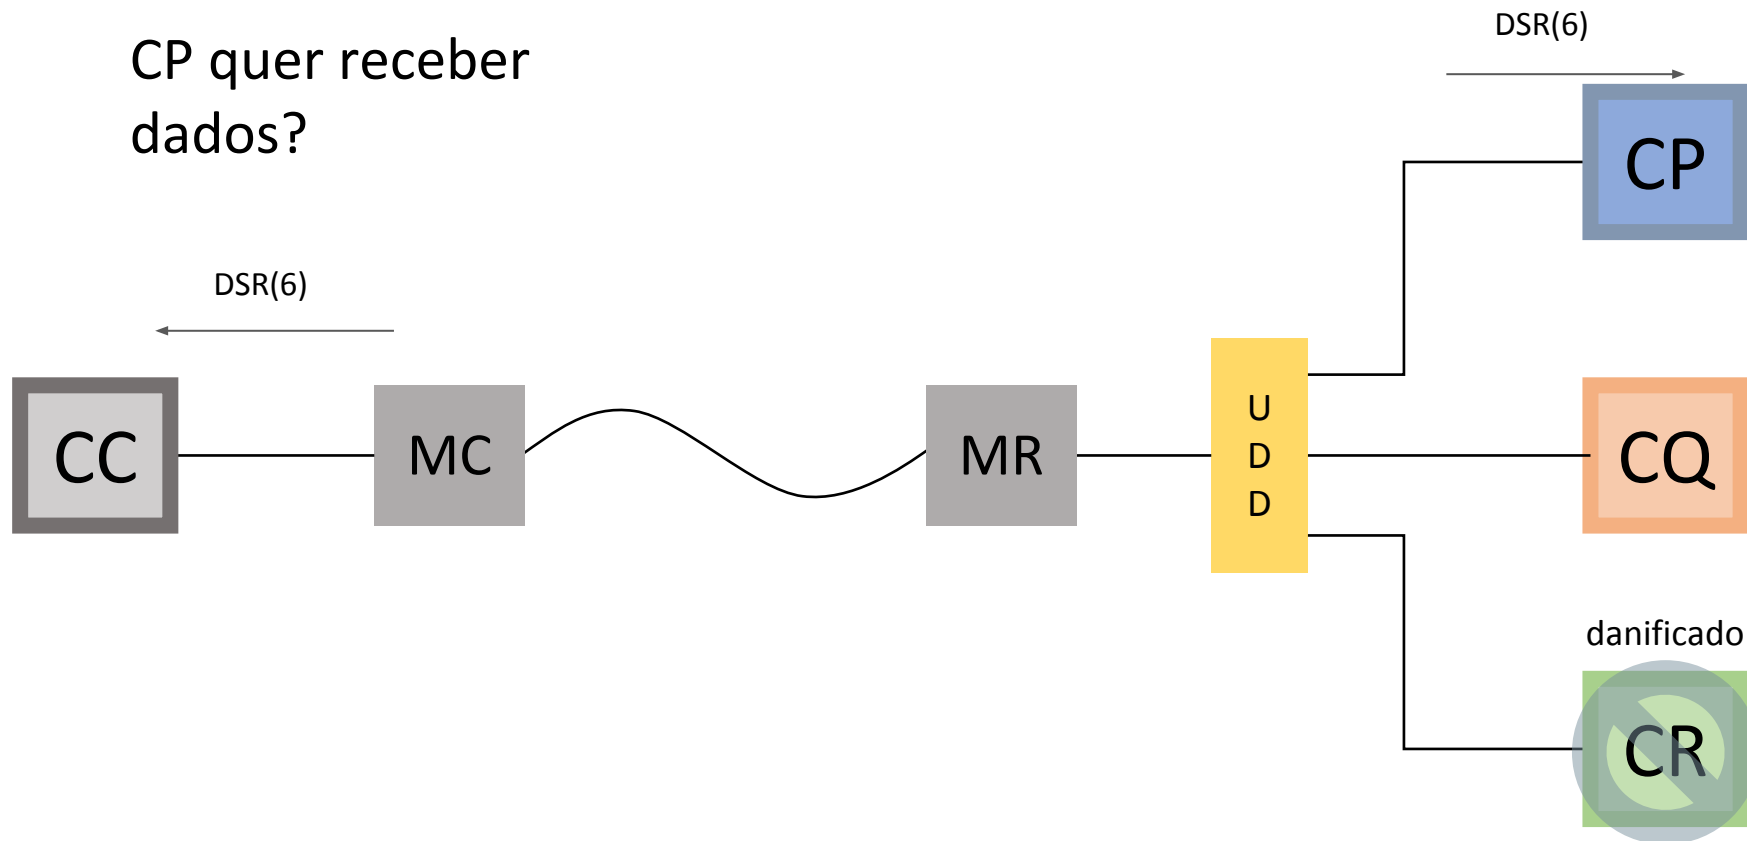 DSR(6)
CP quer receber
dados?
CP
DSR(6)
CC
MC
MR
U
D
D
CQ
danificado
CR